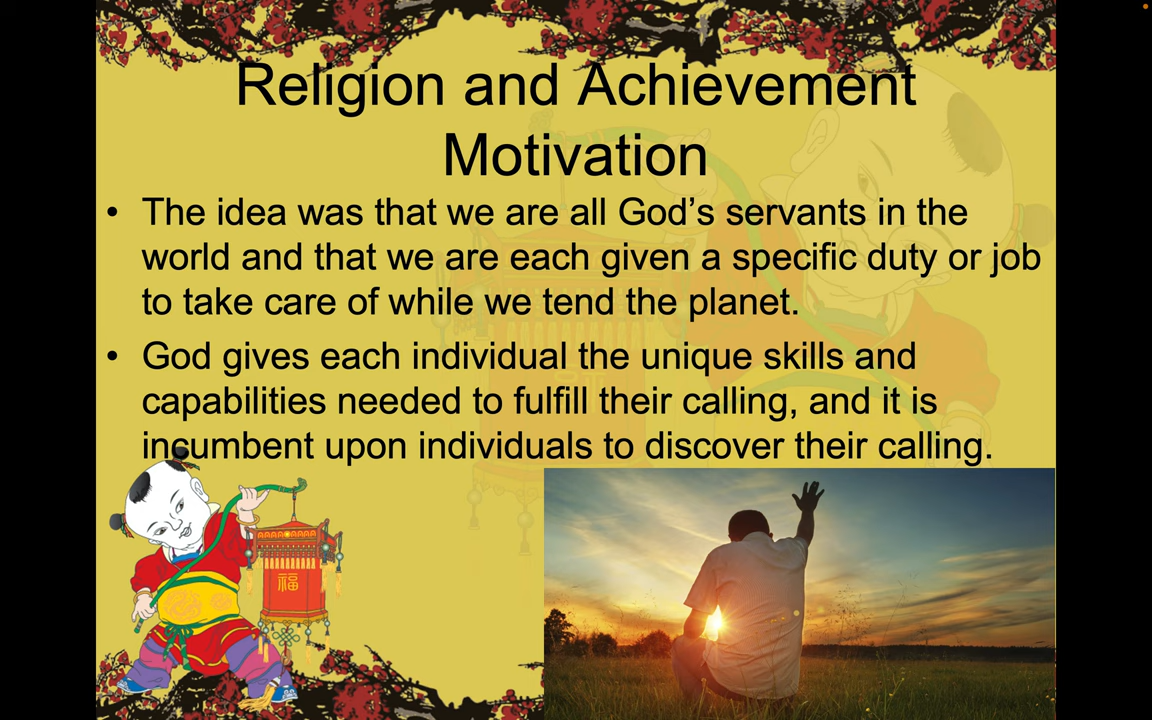 Religion and Achievement
Motivation
• The idea was that we are all God’s servants in the
world and that we are each given a specific duty or job
to take care of while we tend the planet.
• God gives each individual the unique skills and
capabilities needed to fulfill their calling, and it is
incumbent upon individuals to discover their calling.
福